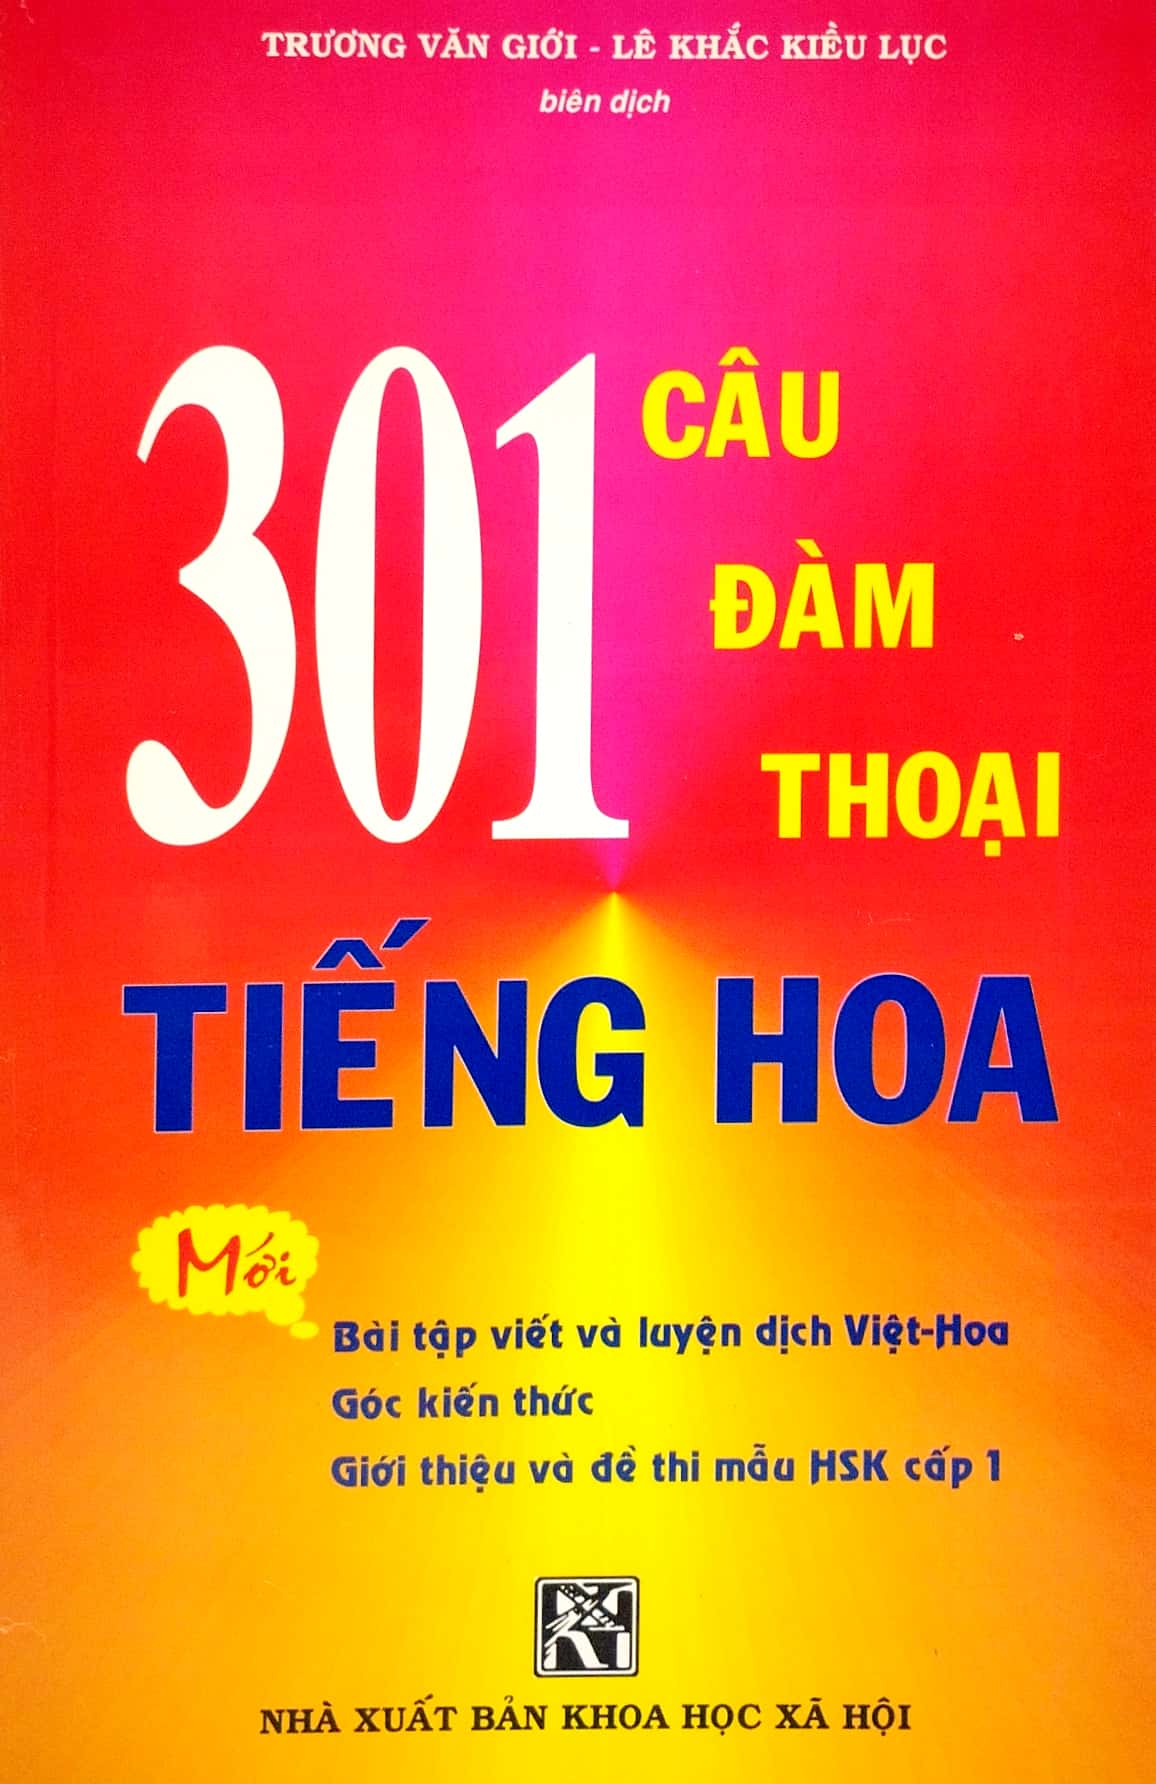 TRƯƠNG VĂN GIỚI - LÊ KHẮC KIỀU LỤC
biên dịch
301 CÂU
ĐÀM
THOẠI
TIẾNG HOA
Mới
Bài tập viết và luyện dịch Việt-Hoa
Góc kiến thức
Giới thiệu và đề thi mẫu HSK cấp 1
NHÀ XUẤT BẢN KHOA HỌC XÃ HỘI